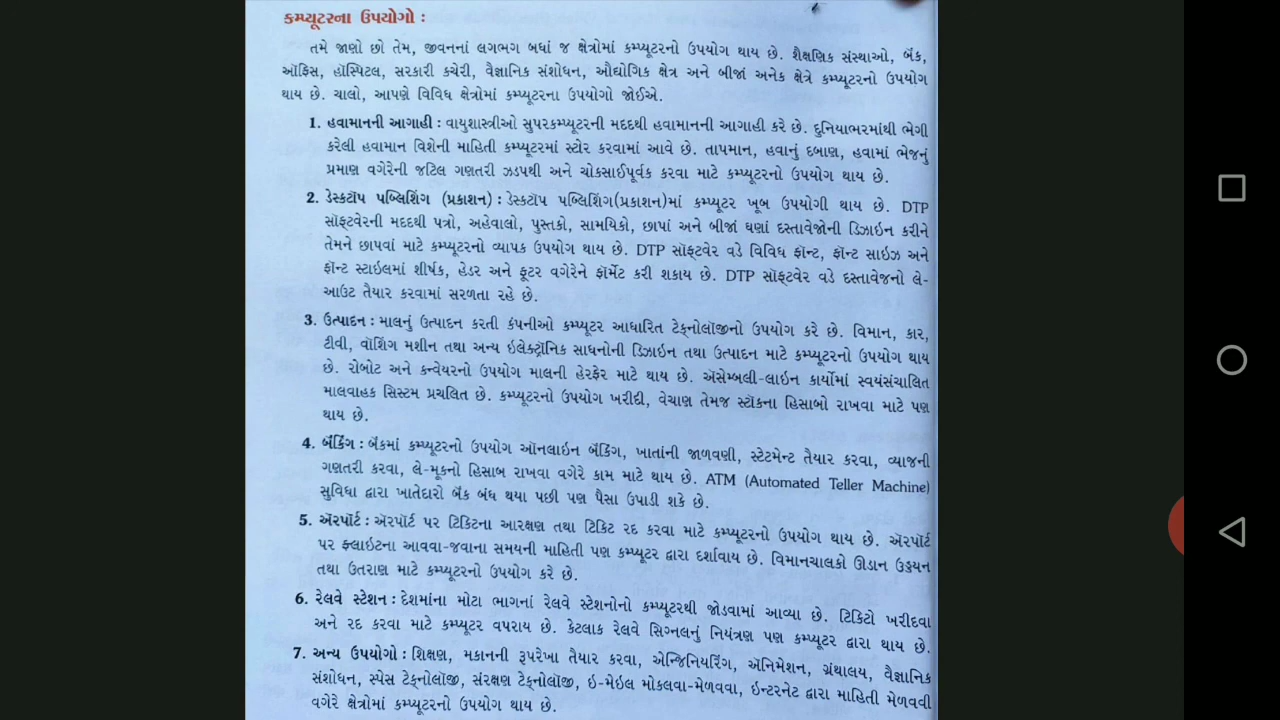 કમ્પ્યૂટરના ઉપયોગો :
તમે જાણો છો તેમ, જીવનનાં લગભગ બધાં જ ક્ષેત્રોમાં કમ્પ્યૂટરનો ઉપયોગ થાય છે. શૈક્ષણિક સંસ્થાઓ, બૅંક,
ઑફિસ, હૉસ્પિટલ, સરકારી કચેરી, વૈજ્ઞાનિક સંશોધન, ઔદ્યોગિક ક્ષેત્ર અને બીજાં અનેક ક્ષેત્રે કમ્પ્યૂટરનો ઉપયોગ
થાય છે. ચાલો, આપણે વિવિધ ક્ષેત્રોમાં કમ્પ્યૂટરના ઉપયોગો જોઈએ.
1. હવામાનની આગાહી : વાયુશાસ્ત્રીઓ સુપરકમ્પ્યૂટરની મદદથી હવામાનની આગાહી કરે છે. દુનિયાભરમાંથી ભેગી
કરેલી હવામાન વિશેની માહિતી કમ્પ્યૂટરમાં સ્ટોર કરવામાં આવે છે. તાપમાન, હવાનું દબાણ, હવામાં ભેજનું
પ્રમાણ વગેરેની જટિલ ગણતરી ઝડપથી અને ચોકસાઈપૂર્વક કરવા માટે કમ્પ્યૂટરનો ઉપયોગ થાય છે.
2. ડેસ્કટૉપ પબ્લિશિંગ (પ્રકાશન) : ડેસ્કટૉપ પબ્લિશિંગ(પ્રકાશન)માં કમ્પ્યૂટર ખૂબ ઉપયોગી થાય છે. DTP
સૉફ્ટવેરની મદદથી પત્રો, અહેવાલો, પુસ્તકો, સામયિકો, છાપાં અને બીજાં ઘણાં દસ્તાવેજોની ડિઝાઇન કરીને
તેમને છાપવાં માટે કમ્પ્યૂટરનો વ્યાપક ઉપયોગ થાય છે. DTP સૉફ્ટવેર વડે વિવિધ ફૉન્ટ, ફૉન્ટ સાઇઝ અને
ફૉન્ટ સ્ટાઇલમાં શીર્ષક, હેડર અને ફૂટર વગેરેને ફૉર્મેટ કરી શકાય છે. DTP સૉફ્ટવેર વડે દસ્તાવેજનો લે-
આઉટ તૈયાર કરવામાં સરળતા રહે છે.
3. ઉત્પાદન : માલનું ઉત્પાદન કરતી કંપનીઓ કમ્પ્યૂટર આધારિત ટેક્નોલૉજીનો ઉપયોગ કરે છે. વિમાન, કાર,
ટીવી, વૉશિંગ મશીન તથા અન્ય ઇલેક્ટ્રૉનિક સાધનોની ડિઝાઇન તથા ઉત્પાદન માટે કમ્પ્યૂટરનો ઉપયોગ થાય
છે. રોબોટ અને કન્વેયરનો ઉપયોગ માલની હેરફેર માટે થાય છે. ઍસેમ્બલી-લાઇન કાર્યોમાં સ્વયંસંચાલિત
માલવાહક સિસ્ટમ પ્રચલિત છે. કમ્પ્યૂટરનો ઉપયોગ ખરીદી, વેચાણ તેમજ સ્ટૉકના હિસાબો રાખવા માટે પણ
થાય છે.
4. બૅંકિંગ : બૅંકમાં કમ્પ્યૂટરનો ઉપયોગ ઑનલાઇન બૅંકિંગ, ખાતાંની જાળવણી, સ્ટેટમેન્ટ તૈયાર કરવા, વ્યાજની
ગણતરી કરવા, લે-મૂકનો હિસાબ રાખવા વગેરે કામ માટે થાય છે. ATM (Automated Teller Machine)
સુવિધા દ્વારા ખાતેદારો બૅંક બંધ થયા પછી પણ પૈસા ઉપાડી શકે છે.
5. ઍરપૉર્ટ : ઍરપૉર્ટ પર ટિકિટના આરક્ષણ તથા ટિકિટ રદ કરવા માટે કમ્પ્યૂટરનો ઉપયોગ થાય છે. ઍરપૉર્ટ
પર ફ્લાઇટના આવવા-જવાના સમયની માહિતી પણ કમ્પ્યૂટર દ્વારા દર્શાવાય છે. વિમાનચાલકો ઊડાન ઉડ્ડયન
તથા ઉતરાણ માટે કમ્પ્યૂટરનો ઉપયોગ કરે છે.
6. રેલવે સ્ટેશન : દેશમાંના મોટા ભાગનાં રેલવે સ્ટેશનોનો કમ્પ્યૂટરથી જોડવામાં આવ્યા છે. ટિકિટો ખરીદવા
અને રદ કરવા માટે કમ્પ્યૂટર વપરાય છે. કેટલાક રેલવે સિગ્નલનું નિયંત્રણ પણ કમ્પ્યૂટર દ્વારા થાય છે.
7. અન્ય ઉપયોગો : શિક્ષણ, મકાનની રૂપરેખા તૈયાર કરવા, એન્જિનિયરિંગ, ઍનિમેશન, ગ્રંથાલય, વૈજ્ઞાનિક
સંશોધન, સ્પેસ ટેક્નોલૉજી, સંરક્ષણ ટેક્નોલૉજી, ઇ-મેઇલ મોકલવા-મેળવવા, ઇન્ટરનેટ દ્વારા માહિતી મેળવવી
વગેરે ક્ષેત્રોમાં કમ્પ્યૂટરનો ઉપયોગ થાય છે.